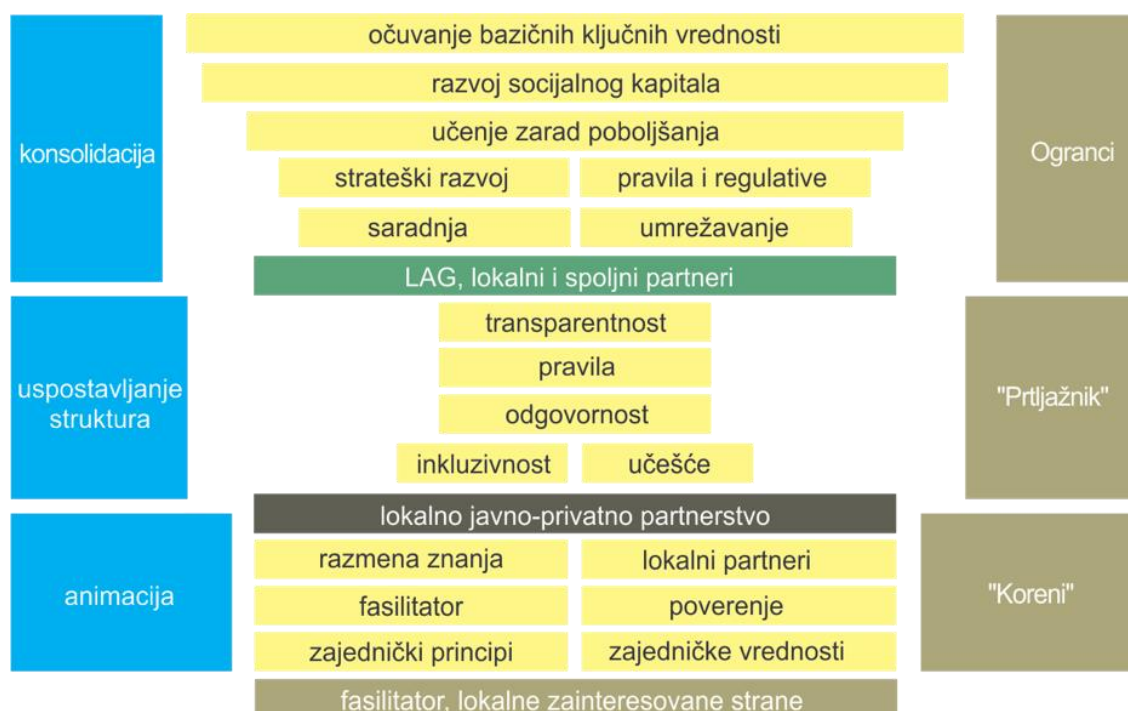 očuvanje bazičnih ključnih vrednosti
razvoj socijalnog kapitala
učenje zarad poboljšanja
konsolidacija
Ogranci
strateški razvoj
pravila i regulative
saradnja
umrežavanje
LAG, lokalni i spoljni partneri
transparentnost
pravila
uspostavljanje
struktura
"Prtljažnik"
odgovornost
inkluzivnost
učešće
lokalno javno-privatno partnerstvo
razmena znanja
lokalni partneri
animacija
"Koreni"
fasilitator
poverenje
zajednički principi
zajedničke vrednosti
fasilitator, lokalne zainteresovane strane